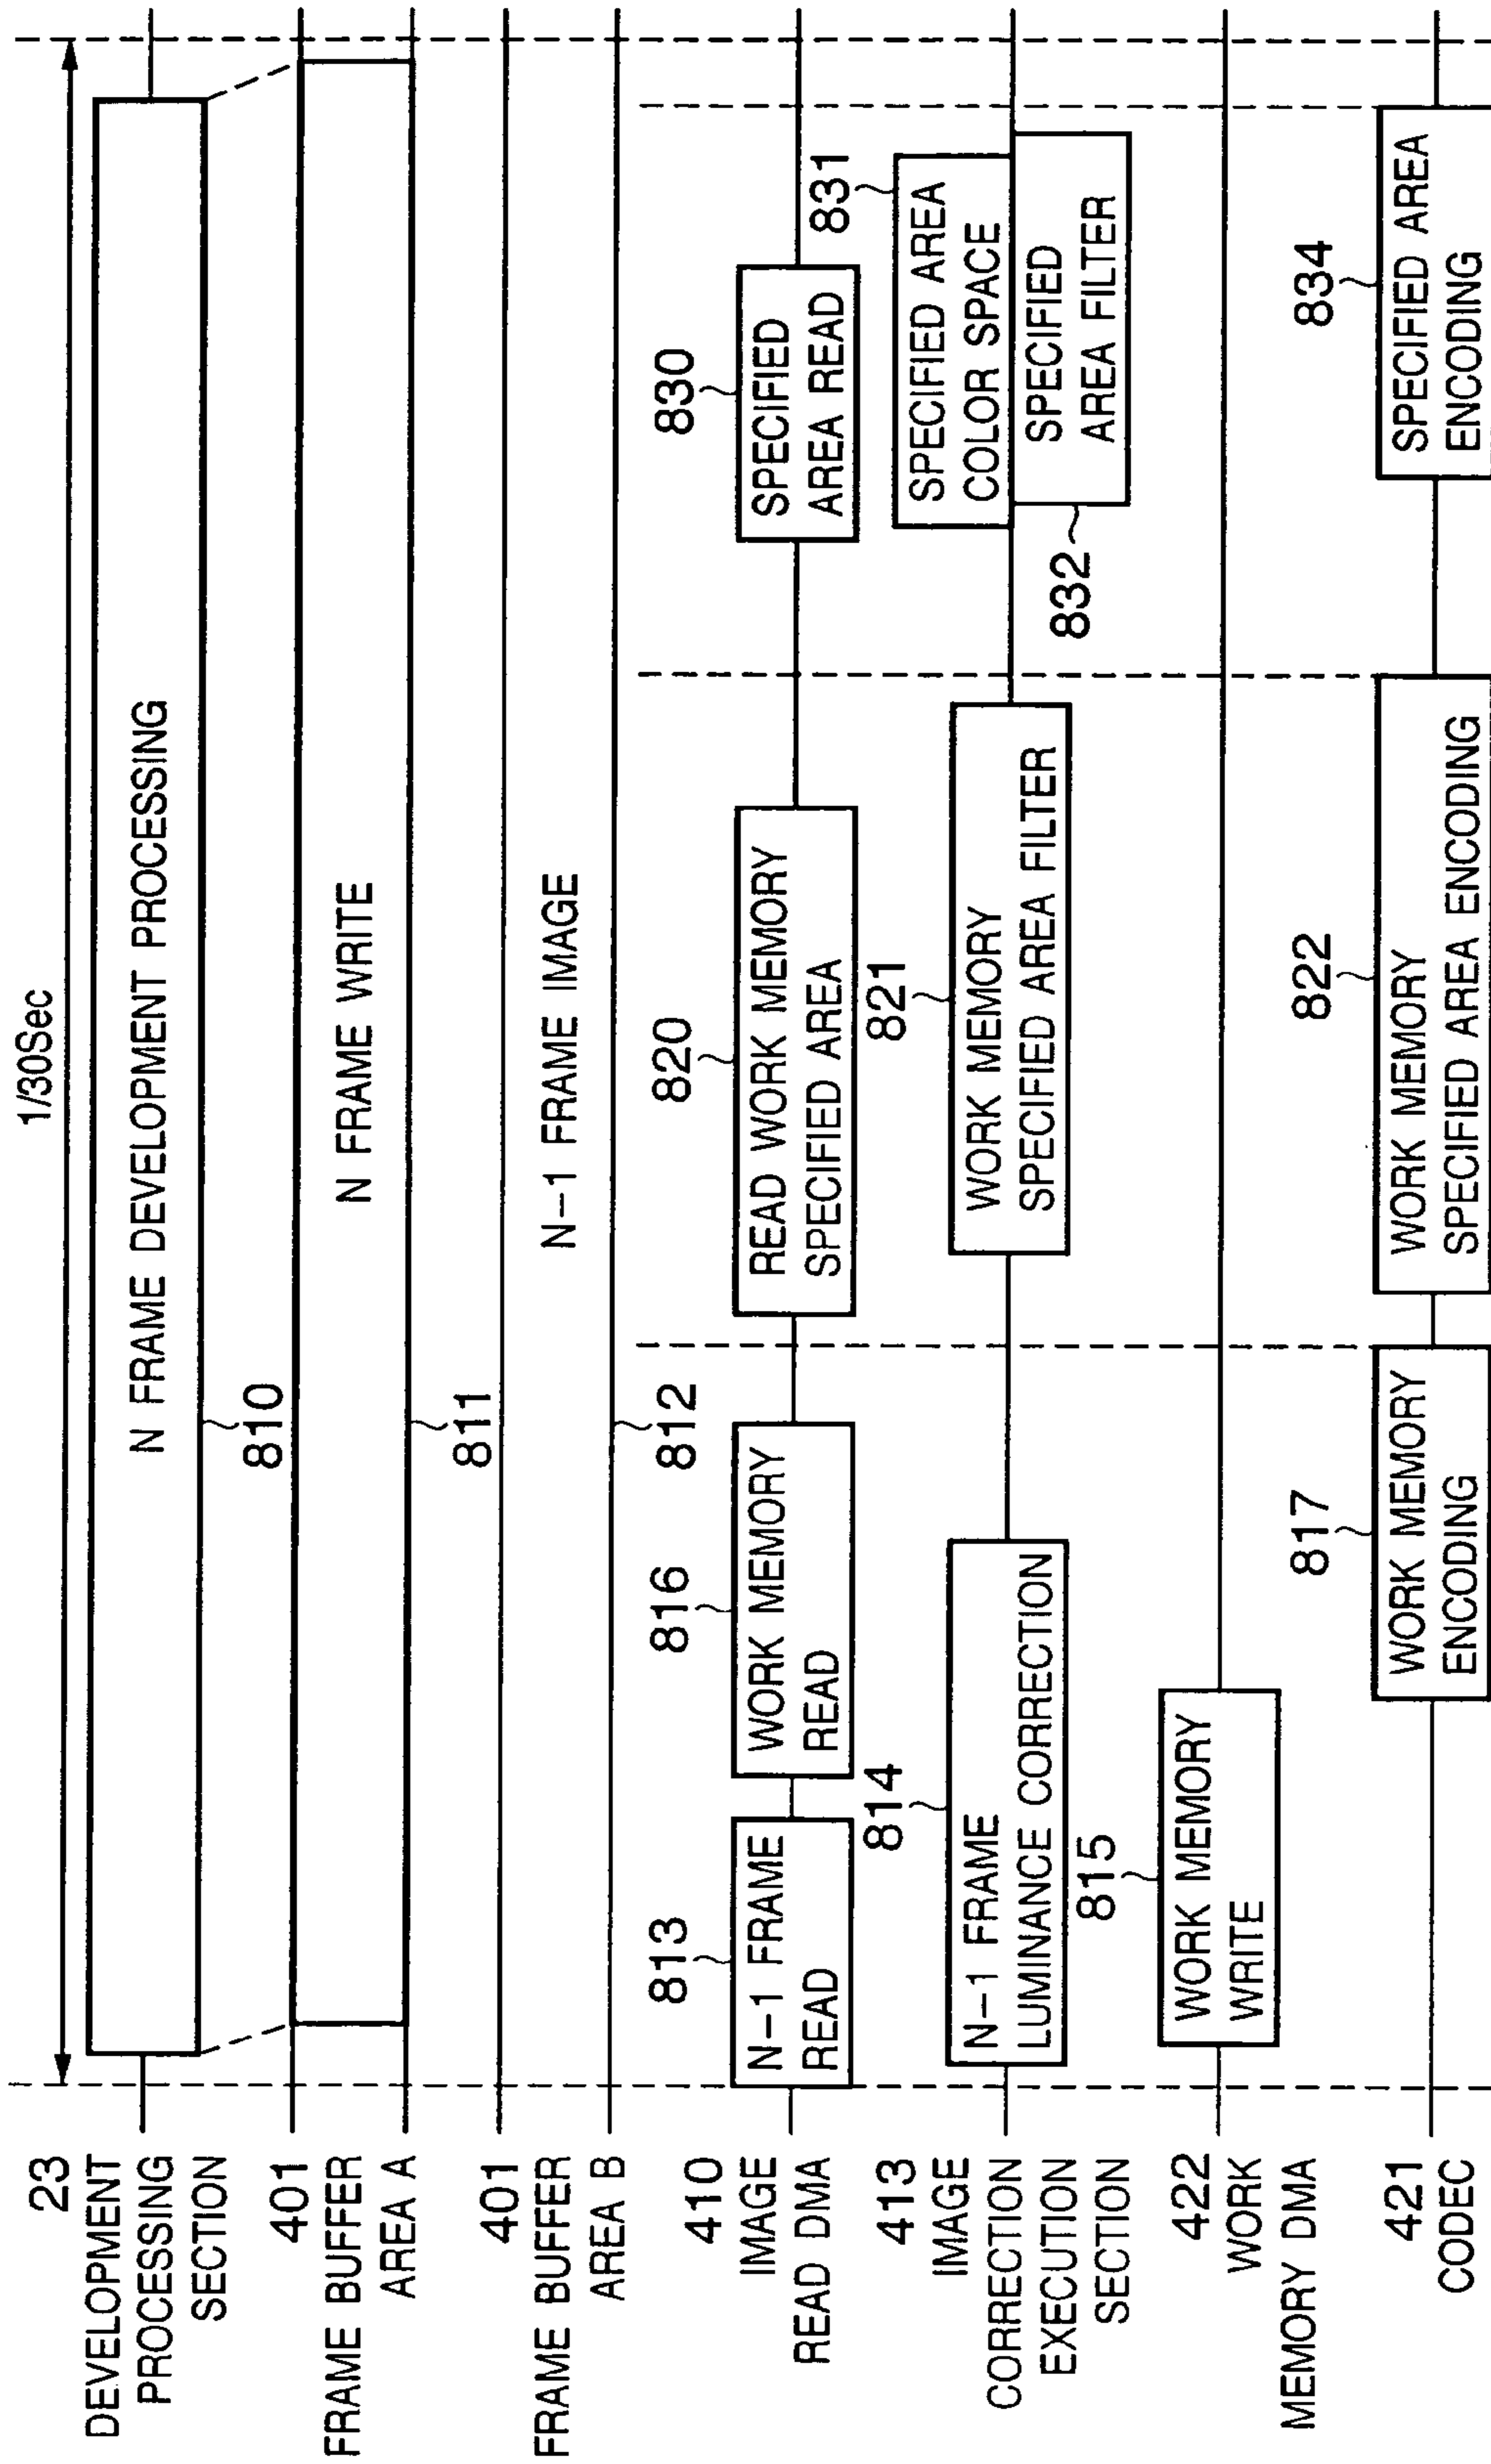 1/30Sec
23
DEVELOPMENT
PROCESSING
SECTION
N FRAME DEVELOPMENT PROCESSING
810
401
FRAME BUFFER
AREA A
N FRAME WRITE
811
401
FRAME BUFFER
AREA B
N-1 FRAME IMAGE
812
410
IMAGE
READ DMA
813
N-1 FRAME
READ
816
WORK MEMORY
READ
820
READ WORK MEMORY
SPECIFIED AREA
830
SPECIFIED
AREA READ
413
IMAGE
CORRECTION
EXECUTION
SECTION
814
N-1 FRAME
LUMINANCE CORRECTION
821
WORK MEMORY
SPECIFIED AREA FILTER
831
SPECIFIED AREA
COLOR SPACE
SPECIFIED
AREA FILTER
832
422
WORK
MEMORY DMA
815
WORK MEMORY
WRITE
421
CODEC
817
WORK MEMORY
ENCODING
822
WORK MEMORY
SPECIFIED AREA ENCODING
834
SPECIFIED AREA
ENCODING